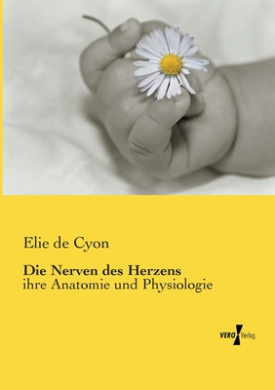 Elie de Cyon
Die Nerven des Herzens
ihre Anatomie und Physiologie
VERO Verlag